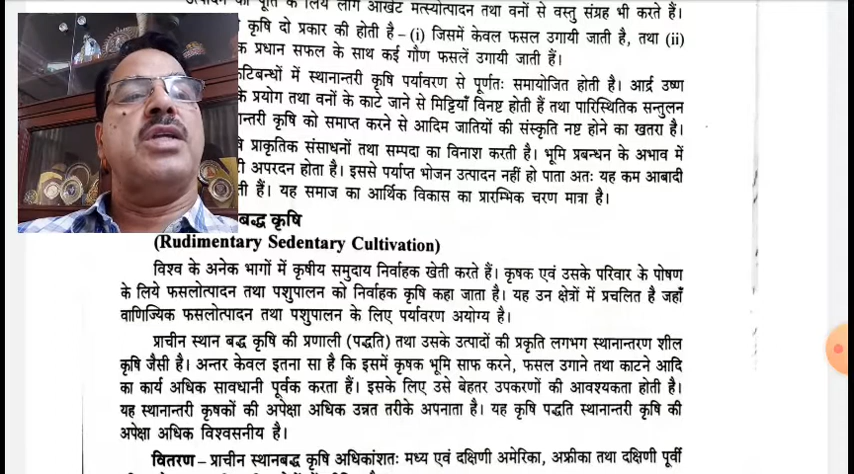 की पूर्ति के लिये लोग आखेट मत्स्योत्पादन तथा वनों से वस्तु संग्रह भी करते हैं।
कृषि दो प्रकार की होती है – (i) जिसमें केवल फसल उगायी जाती है, तथा (ii)
प्रधान सफल के साथ कई गौण फसलें उगायी जाती हैं।
में स्थानान्तरी कृषि पर्यावरण से पूर्णतः समायोजित होती है। आर्द्र उष्ण
के प्रयोग तथा वनों के काटे जाने से मिट्टियाँ विनष्ट होती हैं तथा पारिस्थितिक सन्तुलन
कृषि को समाप्त करने से आदिम जातियों की संस्कृति नष्ट होने का खतरा है।
प्राकृतिक संसाधनों तथा सम्पदा का विनाश करती है। भूमि प्रबन्धन के अभाव में
अपरदन होता है। इससे पर्याप्त भोजन उत्पादन नहीं हो पाता अतः यह कम आबादी
हैं। यह समाज का आर्थिक विकास का प्रारम्भिक चरण मात्रा है।
बद्ध कृषि
(Rudimentary Sedentary Cultivation)
विश्व के अनेक भागों में कृषीय समुदाय निर्वाहक खेती करते हैं। कृषक एवं उसके परिवार के पोषण
के लिये फसलोत्पादन तथा पशुपालन को निर्वाहक कृषि कहा जाता है। यह उन क्षेत्रों में प्रचलित है जहाँ
वाणिज्यिक फसलोत्पादन तथा पशुपालन के लिए पर्यावरण अयोग्य है।
प्राचीन स्थान बद्ध कृषि की प्रणाली (पद्धति) तथा उसके उत्पादों की प्रकृति लगभग स्थानान्तरण शील
कृषि जैसी है। अन्तर केवल इतना सा है कि इसमें कृषक भूमि साफ करने, फसल उगाने तथा काटने आदि
का कार्य अधिक सावधानी पूर्वक करता हैं। इसके लिए उसे बेहतर उपकरणों की आवश्यकता होती है।
यह स्थानान्तरी कृषकों की अपेक्षा अधिक उन्नत तरीके अपनाता है। यह कृषि पद्धति स्थानान्तरी कृषि की
अपेक्षा अधिक विश्वसनीय है।
वितरण – प्राचीन स्थानबद्ध कृषि अधिकांशतः मध्य एवं दक्षिणी अमेरिका, अफ्रीका तथा दक्षिणी पूर्वी